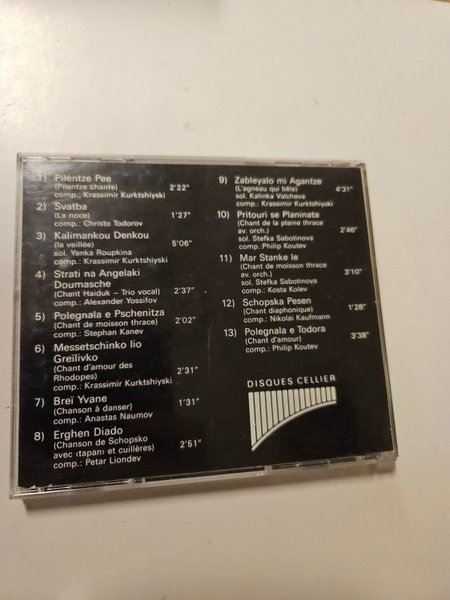 1) Pilentze Pee
(Pilentze chante) 2'22"
comp.: Krassimir Kurktshiyski
2) Svatba
(La noce) 1'27"
comp.: Christo Todorov
3) Kalimankou Denkou
(la veillée) 5'06"
sol. Yanka Roupkina
comp.: Krassimir Kurktshiyski
4) Strati na Angelaki
Doumasche
(Chant Haiduk – Trio vocal) 2'37"
comp.: Alexander Yossifov
5) Polegnala e Pschenitza
(Chant de moisson thrace) 2'02"
comp.: Stephan Kanev
6) Messetschinko lio
Greïlivko
(Chant d'amour des
Rhodopes) 2'31"
comp.: Krassimir Kurktshiyski
7) Breï Yvane
(Chanson à danser) 1'31"
comp.: Anastas Naumov
8) Erghen Diado
(Chanson de Schopsko
avec ‹tapan› et cuillères) 2'51"
comp.: Petar Liondev
9) Zableyalo mi Agantze
(L'agneau qui bêle) 4'31"
sol. Kalinka Valcheva
comp.: Krassimir Kurktshiyski
10) Pritouri se Planinata
(Chant de la plaine thrace
av. orch.) 2'46"
sol. Stefka Sabotinova
comp.:Philip Koutev
11) Mar Stanke le
(Chant de moisson thrace
av. orch.) 3'10"
sol. Stefka Sabotinova
comp.: Kosta Kolev
12) Schopska Pesen
(Chant diaphonique) 1'28"
comp.: Nikolai Kaufmann
13) Polegnala e Todora
(Chant d'amour) 3'38"
comp.: Philip Koutev
DISQUES CELLIER